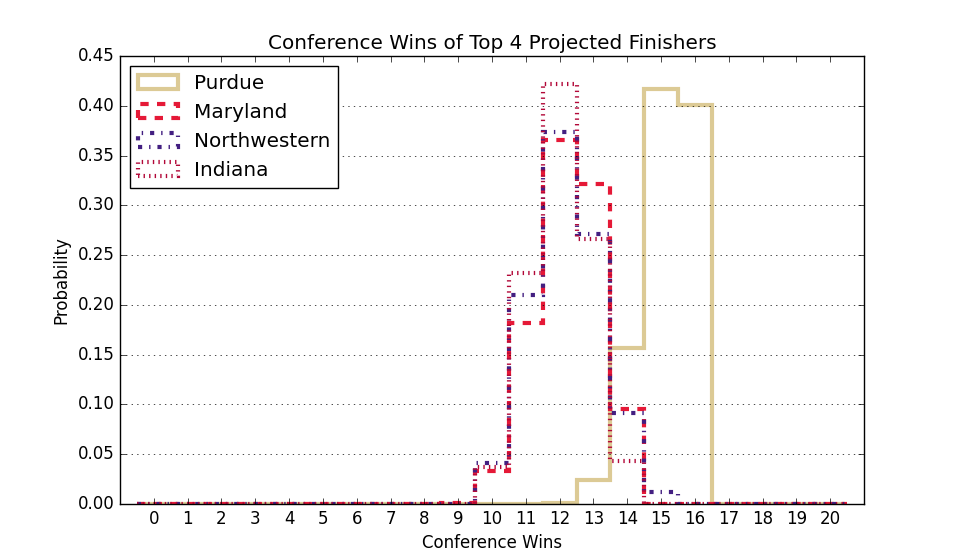 Conference Wins of Top 4 Projected Finishers
Purdue
Maryland
Northwestern
Indiana
Probability
0.45
0.40
0.35
0.30
0.25
0.20
0.15
0.10
0.05
0.00
0 1 2 3 4 5 6 7 8 9 10 11 12 13 14 15 16 17 18 19 20
Conference Wins